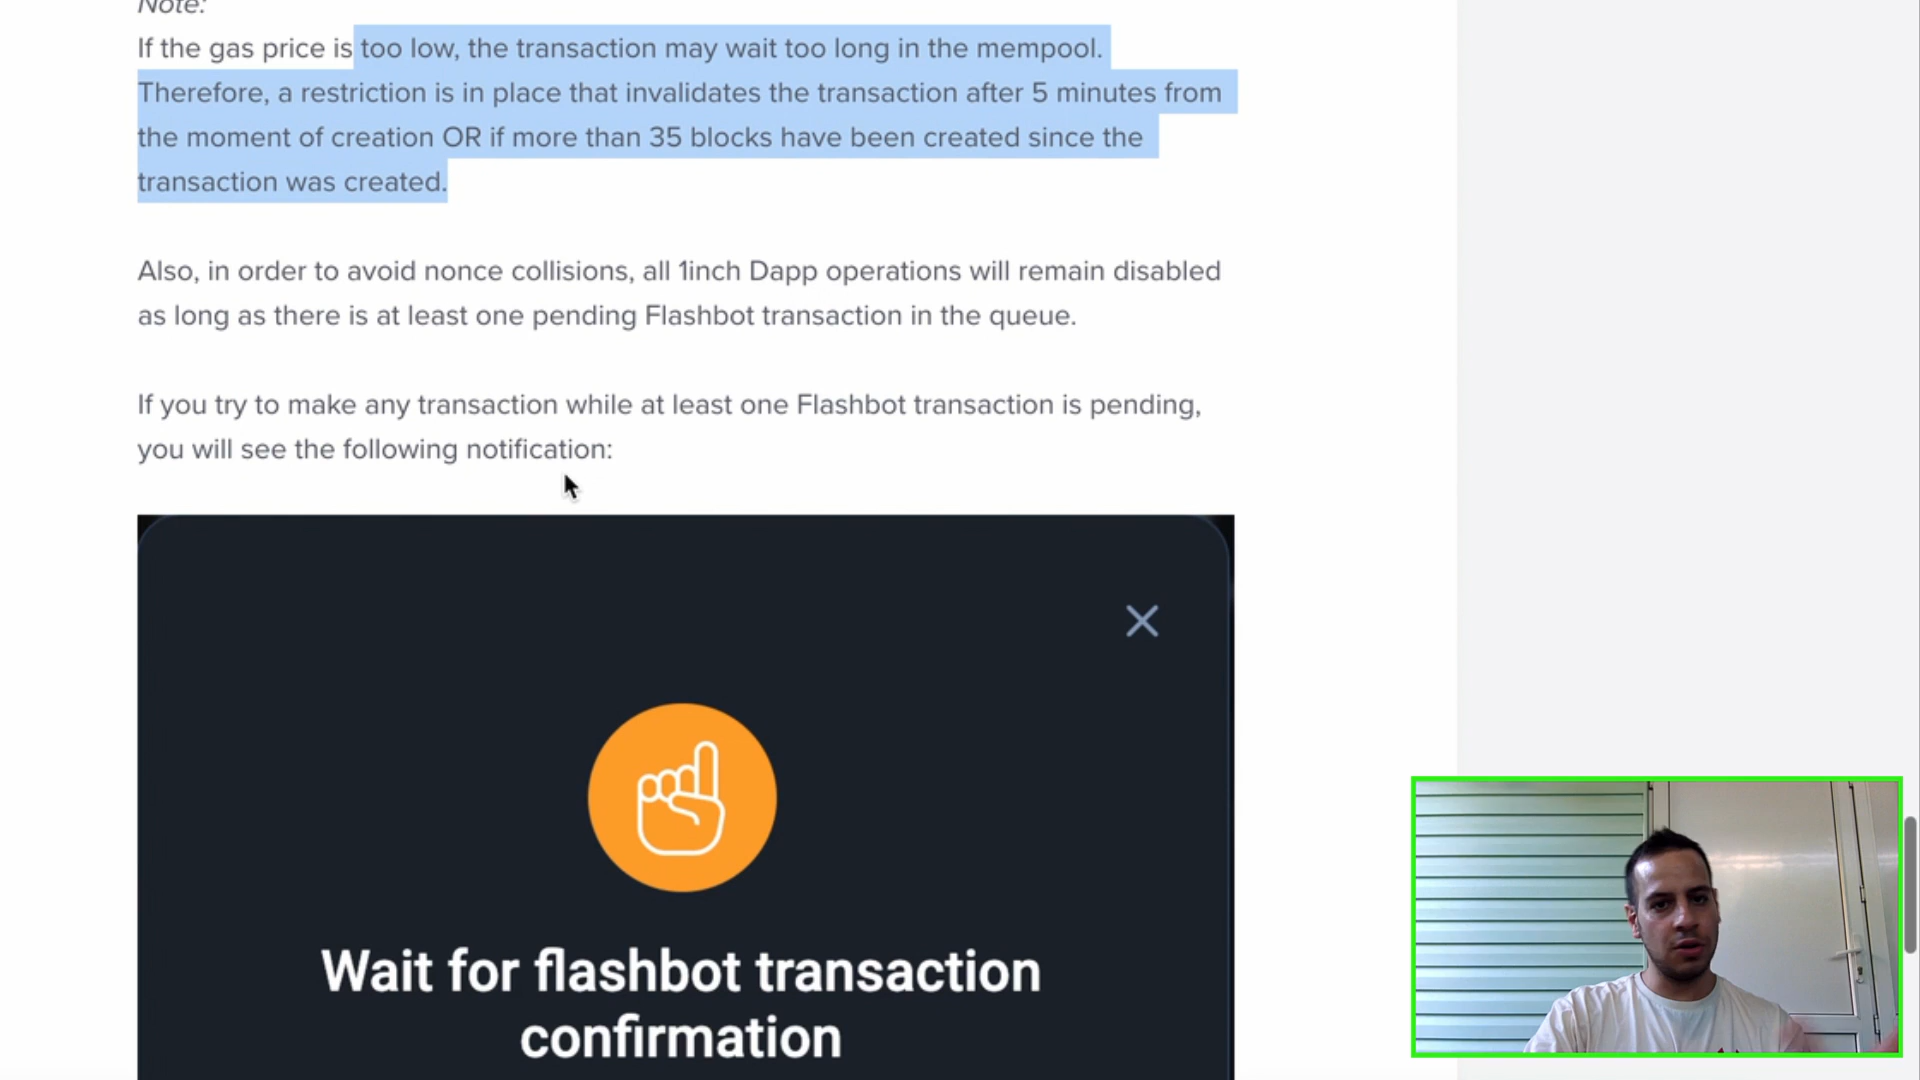 Note:
If the gas price is too low, the transaction may wait too long in the mempool.
Therefore, a restriction is in place that invalidates the transaction after 5 minutes from
the moment of creation OR if more than 35 blocks have been created since the
transaction was created.
Also, in order to avoid nonce collisions, all 1inch Dapp operations will remain disabled
as long as there is at least one pending Flashbot transaction in the queue.
If you try to make any transaction while at least one Flashbot transaction is pending,
you will see the following notification:
Wait for flashbot transaction
confirmation